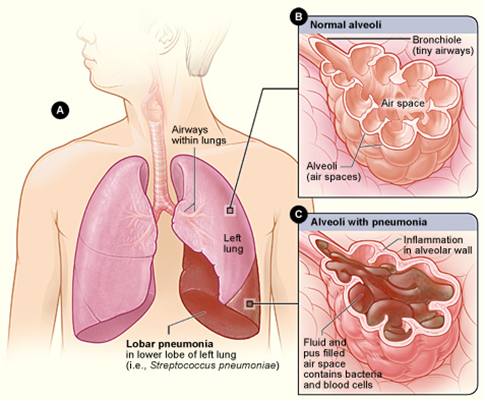 A
Airways
within lungs
Left
lung
Lobar pneumonia
in lower lobe of left lung
(i.e., Streptococcus pneumoniae)
B
Normal alveoli
Bronchiole
(tiny airways)
Air space
Alveoli
(air spaces)
C
Alveoli with pneumonia
Inflammation
in alveolar wall
Fluid and
pus filled
air space
contains bacteria
and blood cells